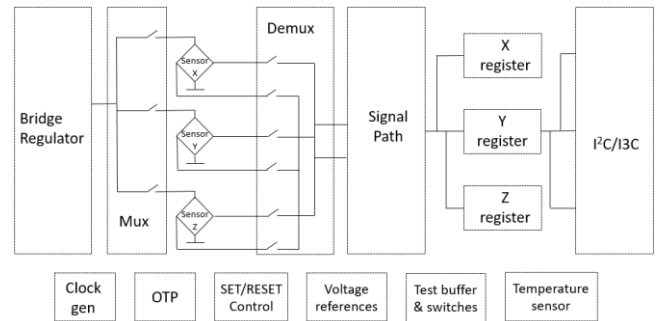 Bridge
Regulator
Mux
Sensor
X
Sensor
Y
Sensor
Z
Demux
Signal
Path
X
register
Y
register
Z
register
I²C/I3C
Clock
gen
OTP
SET/RESET
Control
Voltage
references
Test buffer
& switches
Temperature
sensor